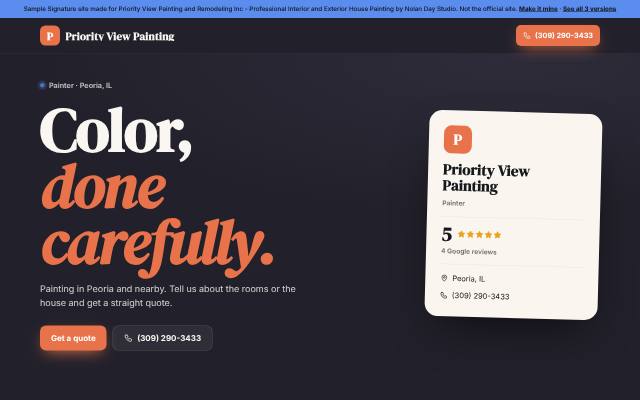 Sample Signature site made for Priority View Painting and Remodeling Inc - Professional Interior and Exterior House Painting by Nolan Day Studio. Not the official site. Make it mine · See all 3 versions
P Priority View Painting
(309) 290-3433
Painter · Peoria, IL
Color,
done
carefully.
Painting in Peoria and nearby. Tell us about the rooms or the
house and get a straight quote.
Get a quote
(309) 290-3433
P
Priority View
Painting
Painter
5 ★★★★★
4 Google reviews
Peoria, IL
(309) 290-3433